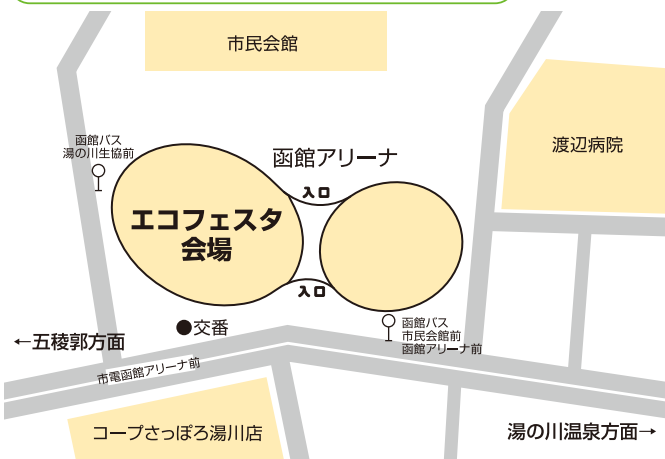 市民会館
函館バス
湯の川生協前
函館アリーナ
渡辺病院
入口
エコフェスタ
会場
入口
交番
函館バス
市民会館前
函館アリーナ前
←五稜郭方面
市電函館アリーナ前
コープさっぽろ湯川店
湯の川温泉方面→